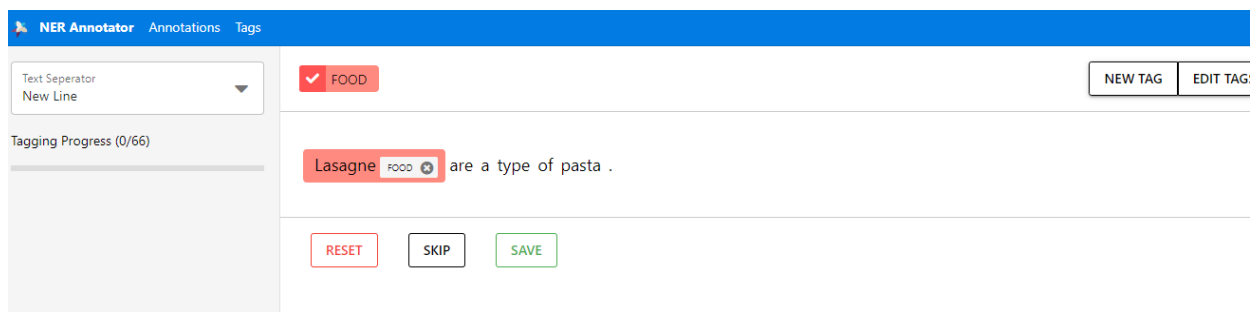 NER Annotator Annotations Tags
Text Seperator
New Line
Tagging Progress (0/66)
FOOD
NEW TAG EDIT TAGS
Lasagne FOOD are a type of pasta .
RESET SKIP SAVE